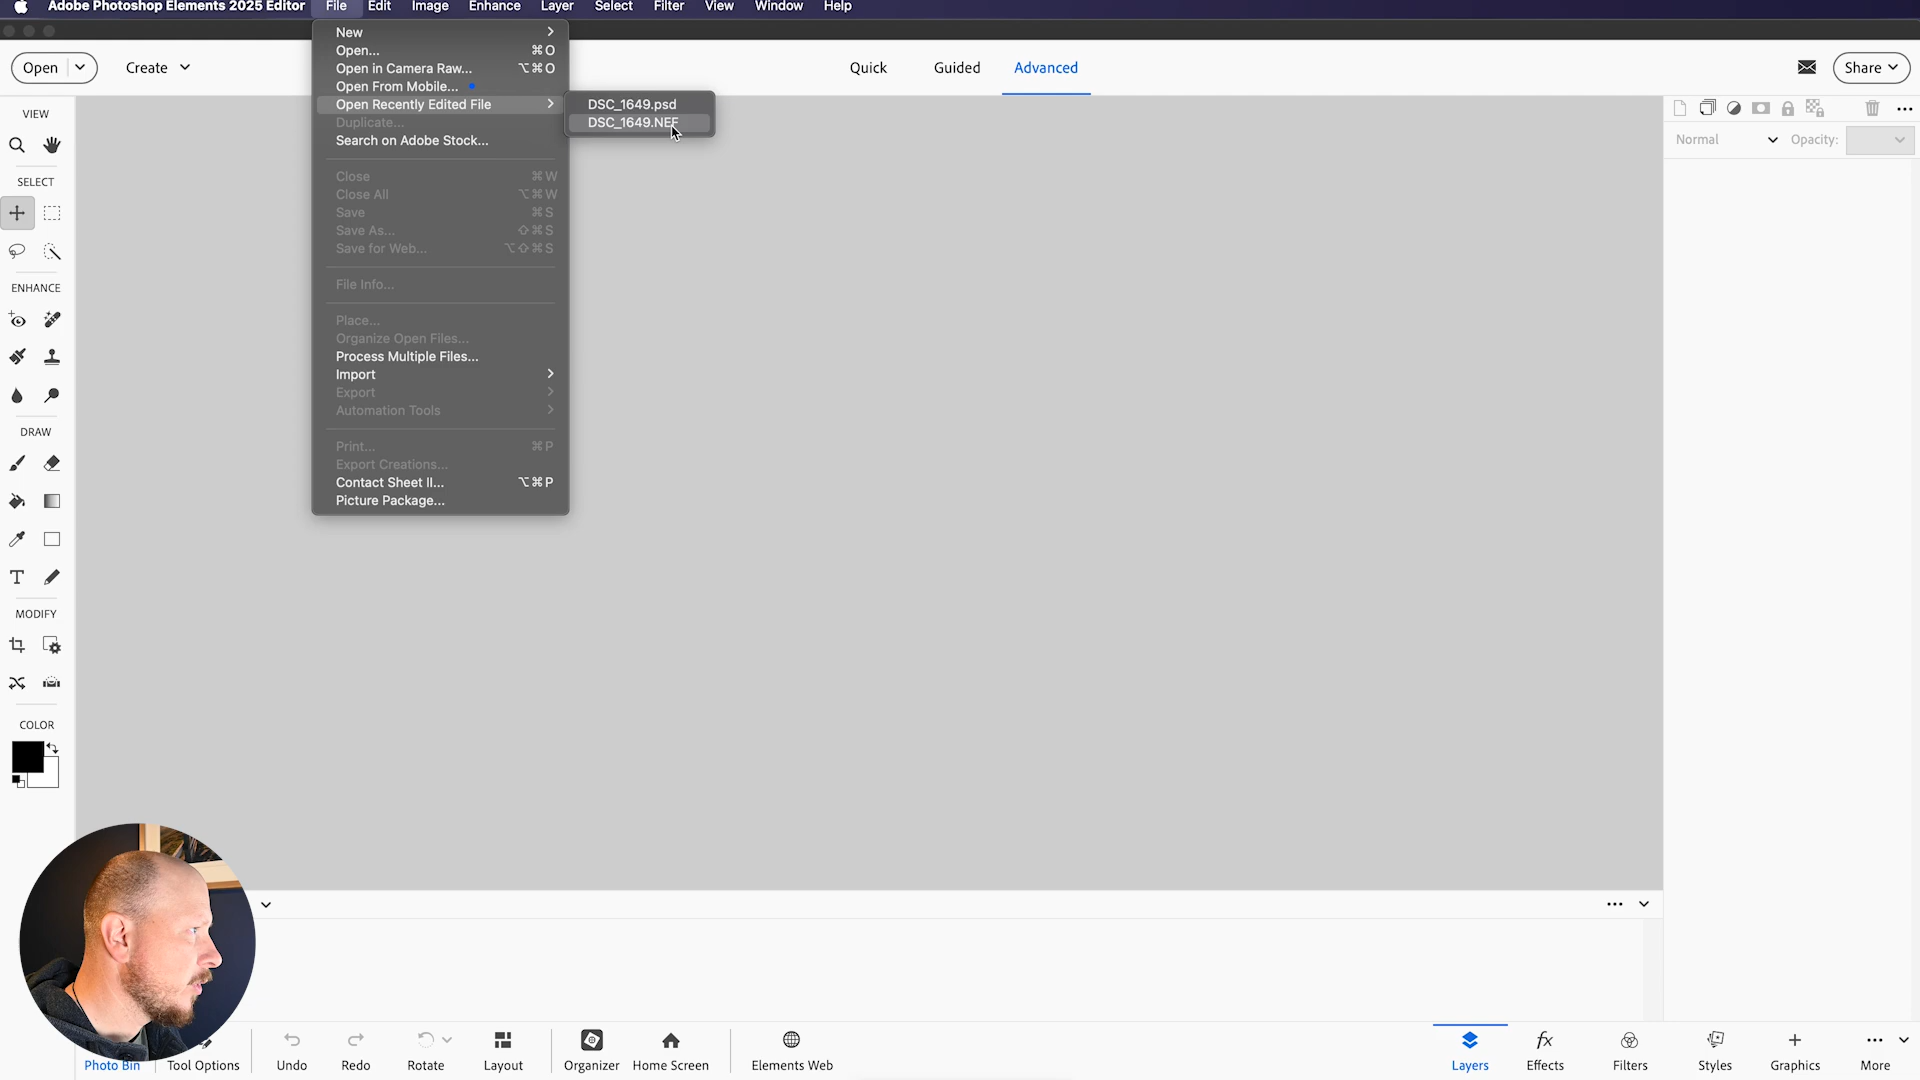 Adobe Photoshop Elements 2025 Editor File Edit Image Enhance Layer Select Filter View Window Help
Open Create Quick Guided Advanced Share
New
Open... ⌘O
Open in Camera Raw... ⌥⌘O
Open From Mobile...
Open Recently Edited File
Duplicate...
Search on Adobe Stock...
Close ⌘W
Close All ⌥⌘W
Save ⌘S
Save As... ⇧⌘S
Save for Web... ⌥⇧⌘S
File Info...
Place...
Organize Open Files...
Process Multiple Files...
Import
Export
Automation Tools
Print... ⌘P
Export Creations...
Contact Sheet II... ⌥⌘P
Picture Package...
DSC_1649.psd
DSC_1649.NEF
VIEW
SELECT
ENHANCE
DRAW
T
MODIFY
COLOR
Normal Opacity:
Photo Bin Tool Options Undo Redo Rotate Layout Organizer Home Screen Elements Web
fx
Layers Effects Filters Styles Graphics More